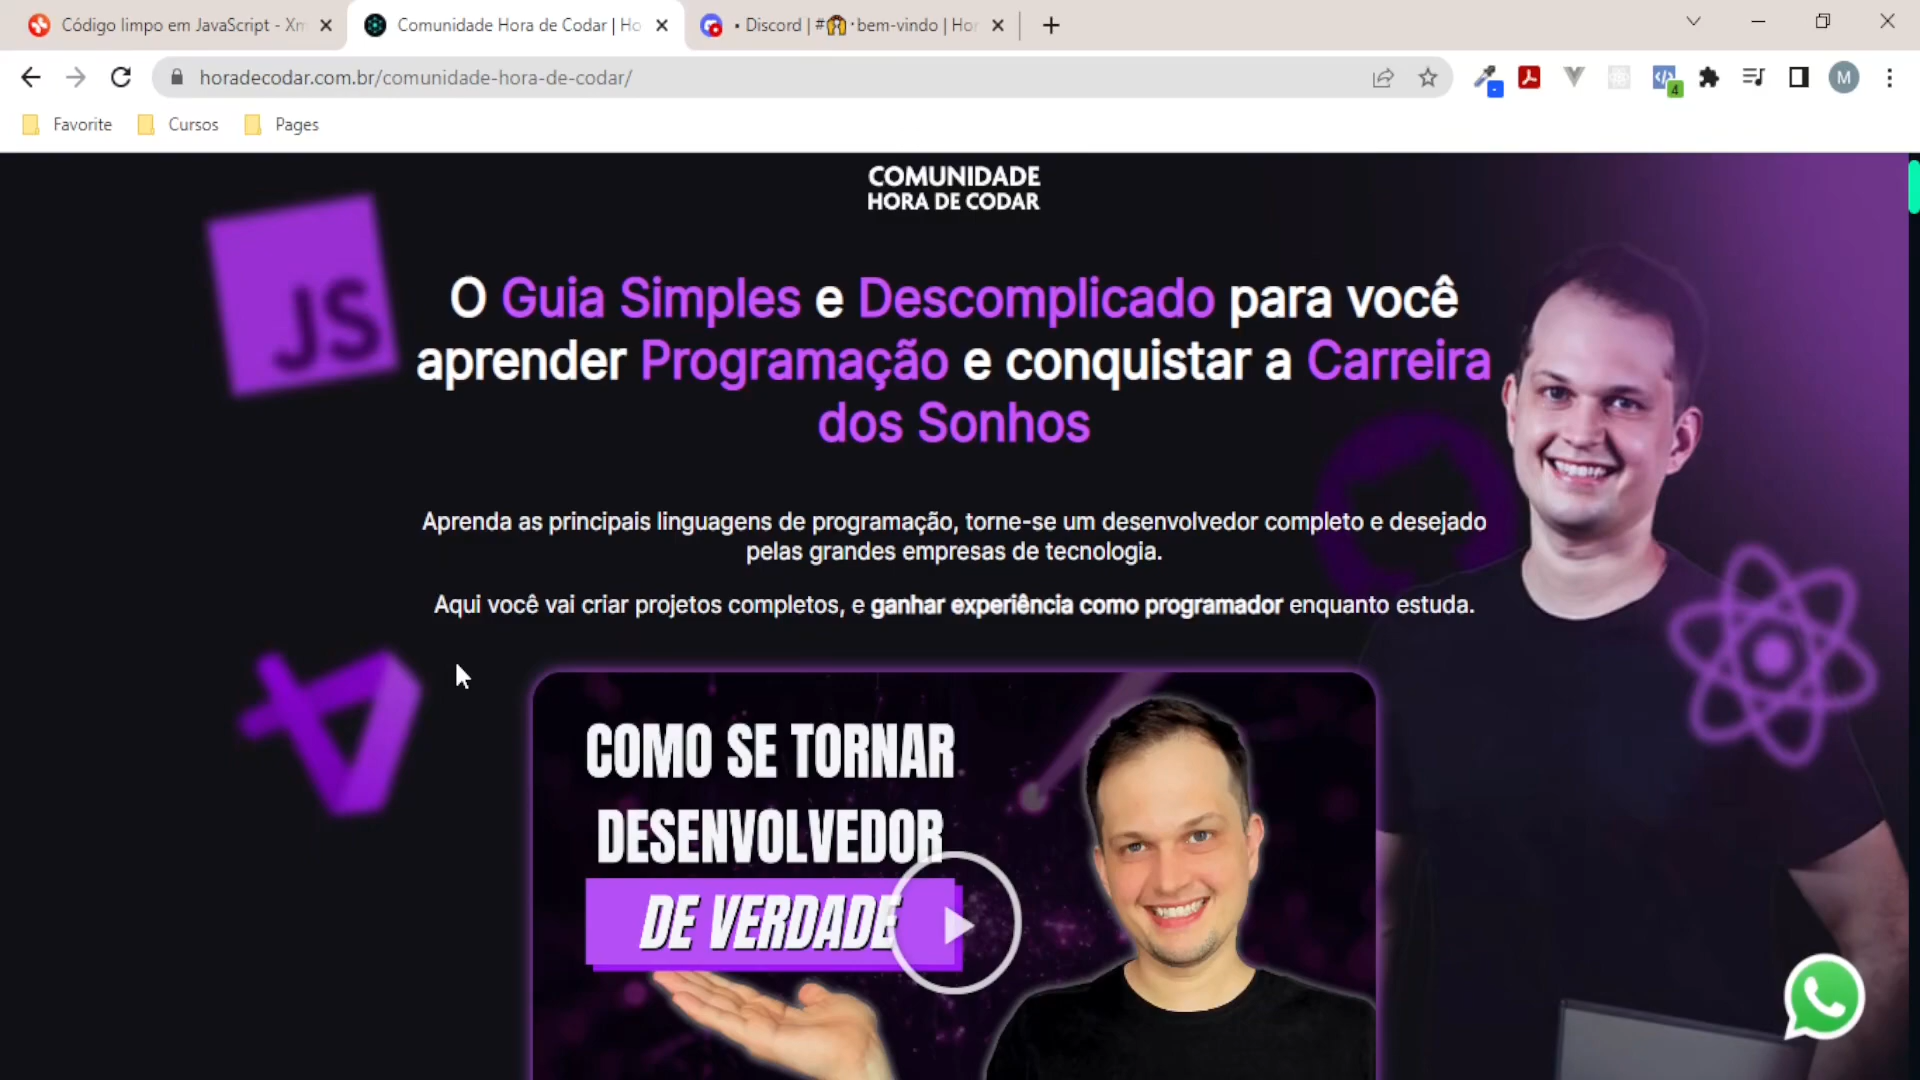 Código limpo em JavaScript - Xm
Comunidade Hora de Codar | Ho
• Discord | #🙋·bem-vindo | Hor
horadecodar.com.br/comunidade-hora-de-codar/
4
M
Favorite
Cursos
Pages
COMUNIDADE
HORA DE CODAR
JS
O Guia Simples e Descomplicado para você
aprender Programação e conquistar a Carreira
dos Sonhos
Aprenda as principais linguagens de programação, torne-se um desenvolvedor completo e desejado
pelas grandes empresas de tecnologia.
Aqui você vai criar projetos completos, e ganhar experiência como programador enquanto estuda.
COMO SE TORNAR
DESENVOLVEDOR
DE VERDADE